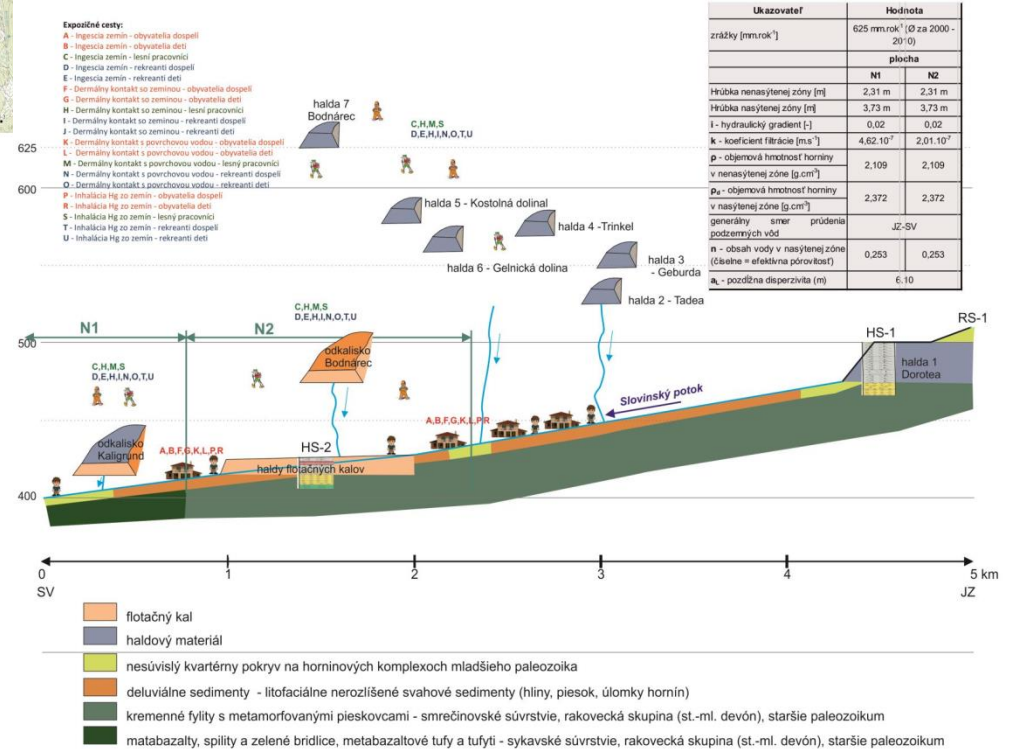 Expozičné cesty:
A - Ingescia zemín - obyvatelia dospelí
B - Ingescia zemín - obyvatelia deti
C - Ingescia zemín - lesní pracovníci
D - Ingescia zemín - rekreanti dospelí
E - Ingescia zemín - rekreanti deti
F - Dermálny kontakt so zeminou - obyvatelia dospelí
G - Dermálny kontakt so zeminou - obyvatelia deti
H - Dermálny kontakt so zeminou - lesní pracovníci
I - Dermálny kontakt so zeminou - rekreanti dospelí
J - Dermálny kontakt so zeminou - rekreanti deti
K - Dermálny kontakt s povrchovou vodou - obyvatelia dospelí
L - Dermálny kontakt s povrchovou vodou - obyvatelia deti
M - Dermálny kontakt s povrchovou vodou - lesný pracovníci
N - Dermálny kontakt s povrchovou vodou - rekreanti dospelí
O - Dermálny kontakt s povrchovou vodou - rekreanti deti
P - Inhalácia Hg zo zemín - obyvatelia dospelí
R - Inhalácia Hg zo zemín - obyvatelia deti
S - Inhalácia Hg zo zemín - lesný pracovníci
T - Inhalácia Hg zo zemín - rekreanti dospelí
U - Inhalácia Hg zo zemín - rekreanti deti
Ukazovateľ Hodnota
zrážky [mm.rok⁻¹] 625 mm.rok⁻¹ (Ø za 2000 -
2010)
plocha
N1 N2
Hrúbka nenasýtenej zóny [m] 2,31 m 2,31 m
Hrúbka nasýtenej zóny [m] 3,73 m 3,73 m
i - hydraulický gradient [-] 0,02 0,02
k - koeficient filtrácie [m.s⁻¹] 4,62.10⁻⁷ 2,01.10⁻⁷
ρ - objemová hmotnosť horniny
v nenasýtenej zóne [g.cm⁻³] 2,109 2,109
ρd - objemová hmotnosť horniny
v nasýtenej zóne [g.cm⁻³] 2,372 2,372
generálny smer prúdenia
podzemných vôd JZ-SV
n - obsah vody v nasýtenej zóne
(číselne = efektívna pórovitosť) 0,253 0,253
aL - pozdĺžna disperzivita (m) 6.10
halda 7
Bodnárec
C,H,M,S
D,E,H,I,N,O,T,U
625
600
halda 5 - Kostolná dolinal
halda 4 -Trinkel
halda 6 - Gelnická dolina
halda 3
- Geburda
halda 2 - Tadea
C,H,M,S
D,E,H,I,N,O,T,U
N1
N2
500
odkalisko
Bodnárec
HS-1
RS-1
halda 1
Dorotea
C,H,M,S
D,E,H,I,N,O,T,U
Slovinský potok
A,B,F,G,K,L,P,R
odkalisko
Kaligrund
A,B,F,G,K,L,P,R
HS-2
haldy flotačných kalov
400
0 1 2 3 4 5 km
SV JZ
flotačný kal
haldový materiál
nesúvislý kvartérny pokryv na horninových komplexoch mladšieho paleozoika
deluviálne sedimenty - litofaciálne nerozlíšené svahové sedimenty (hliny, piesok, úlomky hornín)
kremenné fylity s metamorfovanými pieskovcami - smrečinovské súvrstvie, rakovecká skupina (st.-ml. devón), staršie paleozoikum
matabazalty, spility a zelené bridlice, metabazaltové tufy a tufyti - sykavské súvrstvie, rakovecká skupina (st.-ml. devón), staršie paleozoikum